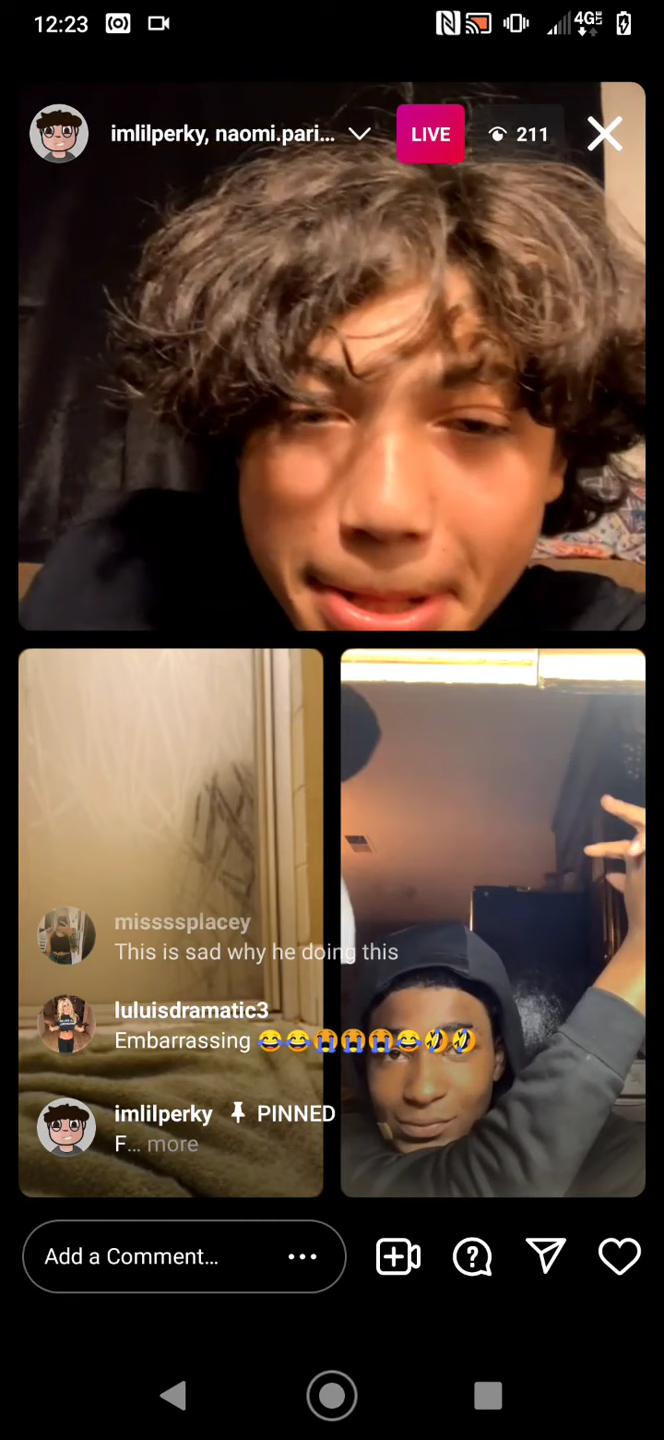 12:23
4G LTE
imlilperky, naomi.pari...
LIVE
211
missssplacey
This is sad why he doing this
luluisdramatic3
Embarrassing 😂😂😭😭😭😂🤣🤣
imlilperky PINNED
F... more
Add a Comment...